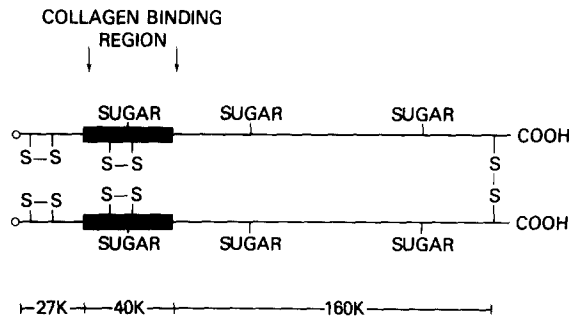 COLLAGEN BINDING
REGION
SUGAR SUGAR SUGAR
COOH
S–S S–S S
S–S S–S S
COOH
SUGAR SUGAR SUGAR
27K 40K 160K